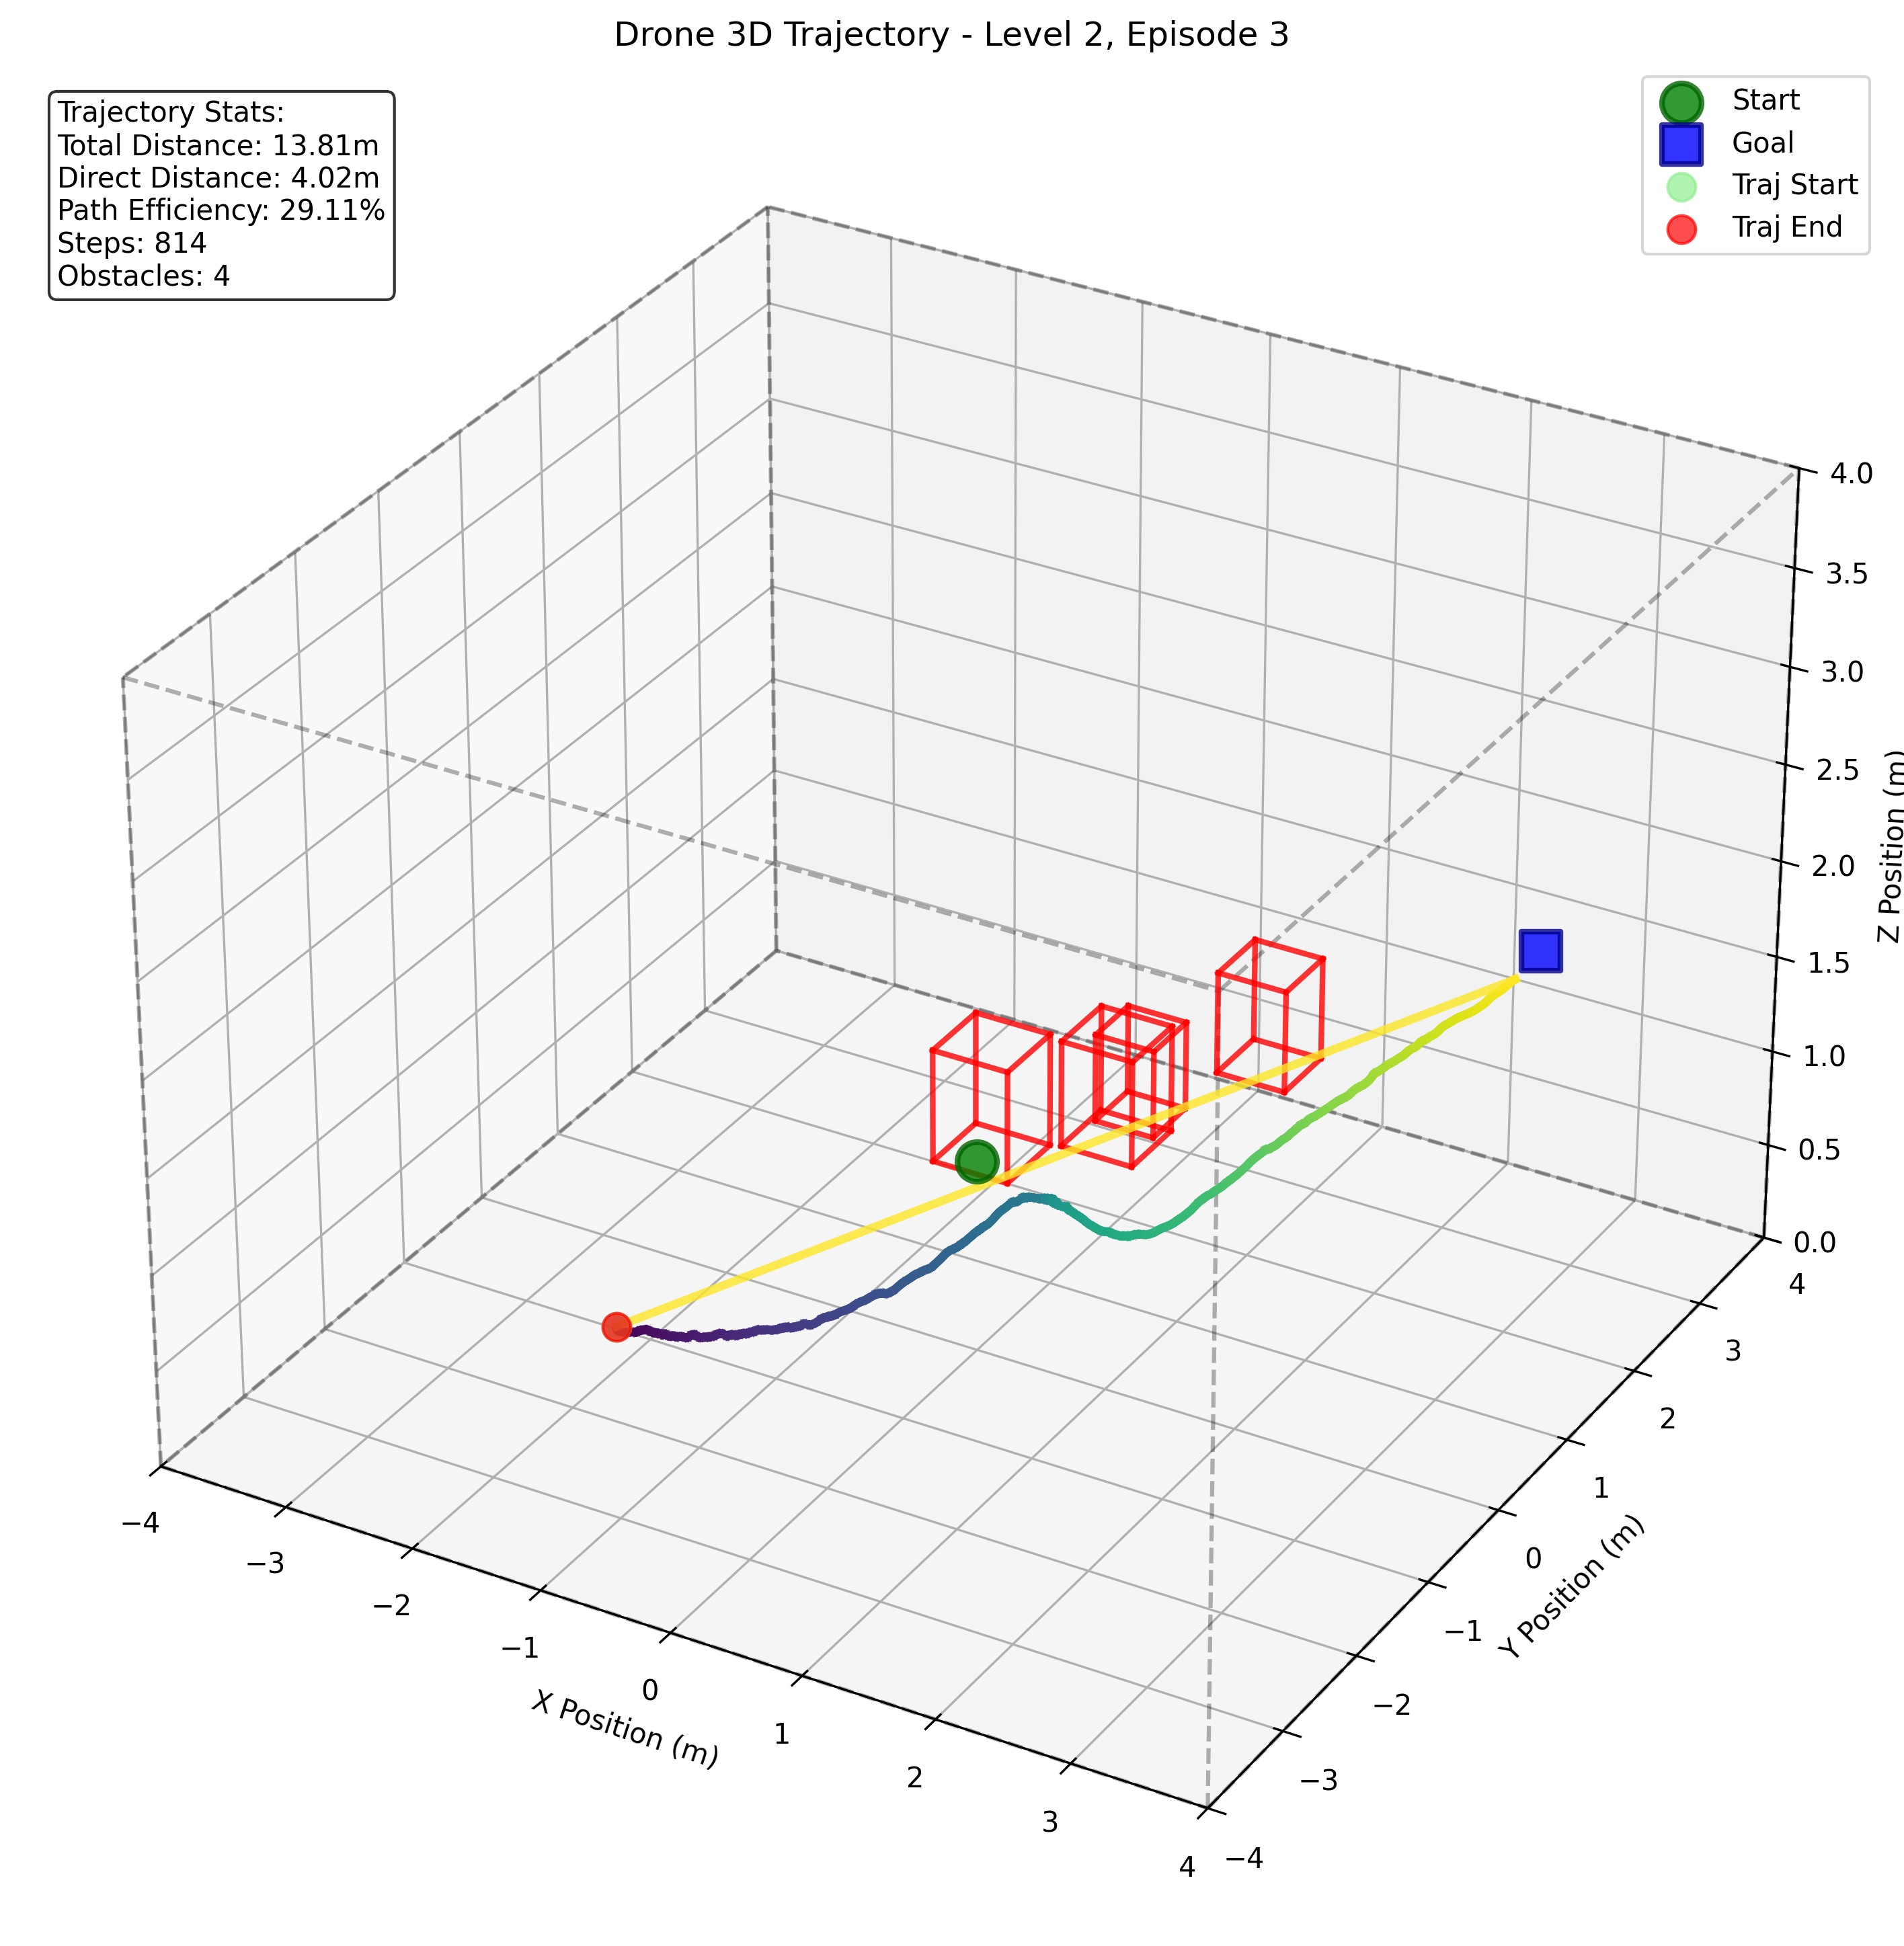 Drone 3D Trajectory - Level 2, Episode 3
Trajectory Stats:
Total Distance: 13.81m
Direct Distance: 4.02m
Path Efficiency: 29.11%
Steps: 814
Obstacles: 4
Start
Goal
Traj Start
Traj End
4.0
3.5
3.0
2.5
2.0
1.5
1.0
0.5
0.0
Z Position (m)
4
3
2
1
0
−1
−2
−3
−4
Y Position (m)
−4
−3
−2
−1
0
1
2
3
4
X Position (m)